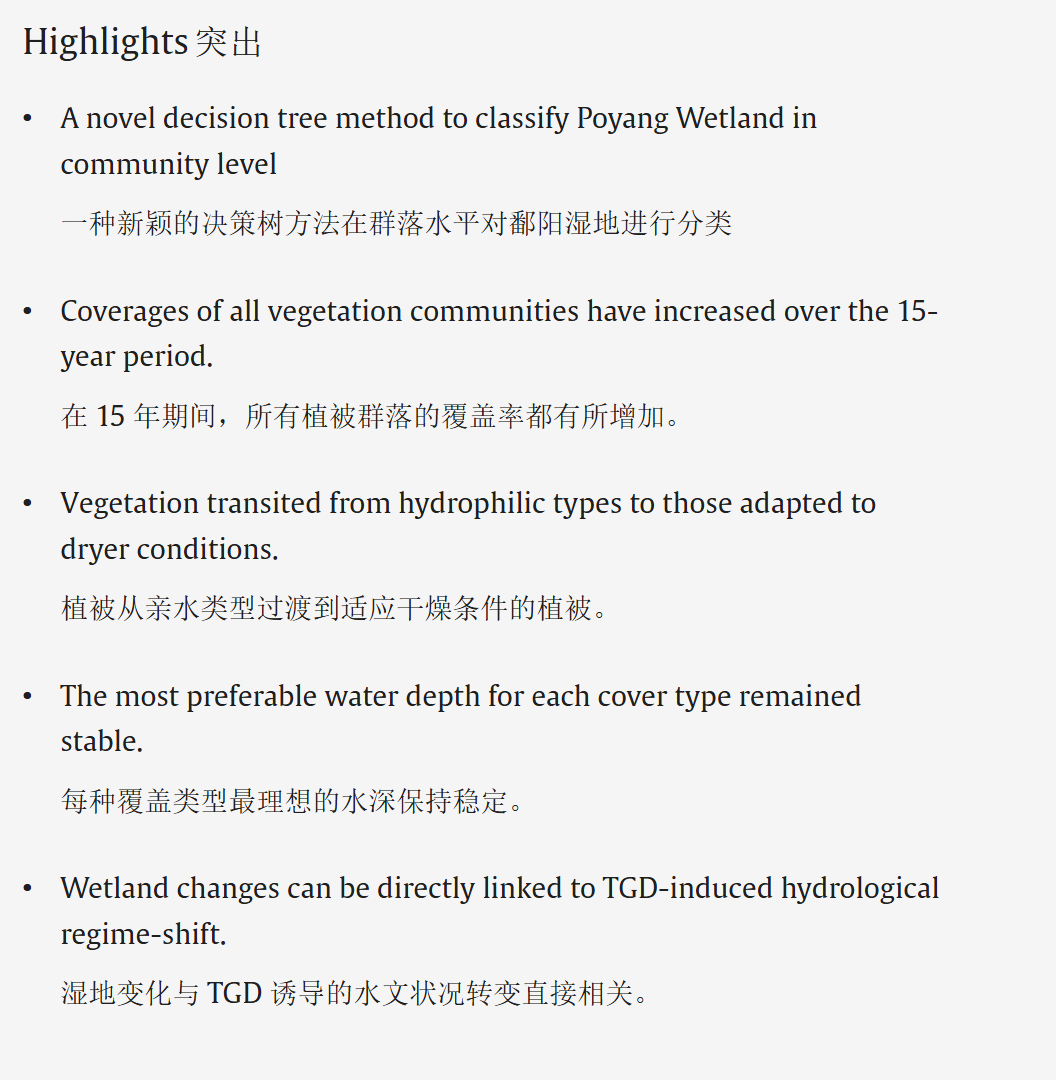 Highlights 突出
• A novel decision tree method to classify Poyang Wetland in
community level
一种新颖的决策树方法在群落水平对鄱阳湿地进行分类
• Coverages of all vegetation communities have increased over the 15-
year period.
在 15 年期间，所有植被群落的覆盖率都有所增加。
• Vegetation transited from hydrophilic types to those adapted to
dryer conditions.
植被从亲水类型过渡到适应干燥条件的植被。
• The most preferable water depth for each cover type remained
stable.
每种覆盖类型最理想的水深保持稳定。
• Wetland changes can be directly linked to TGD-induced hydrological
regime-shift.
湿地变化与 TGD 诱导的水文状况转变直接相关。